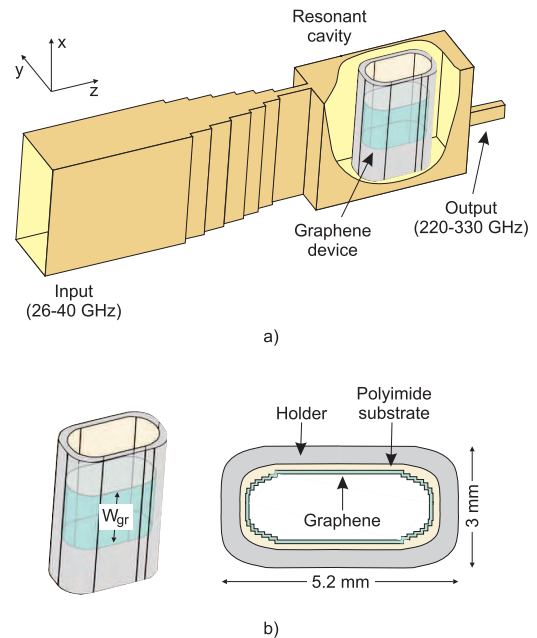 Resonant
cavity
x
y
z
Graphene
device
Output
(220-330 GHz)
Input
(26-40 GHz)
a)
Polyimide
substrate
Holder
Wgr
Graphene
3 mm
5.2 mm
b)